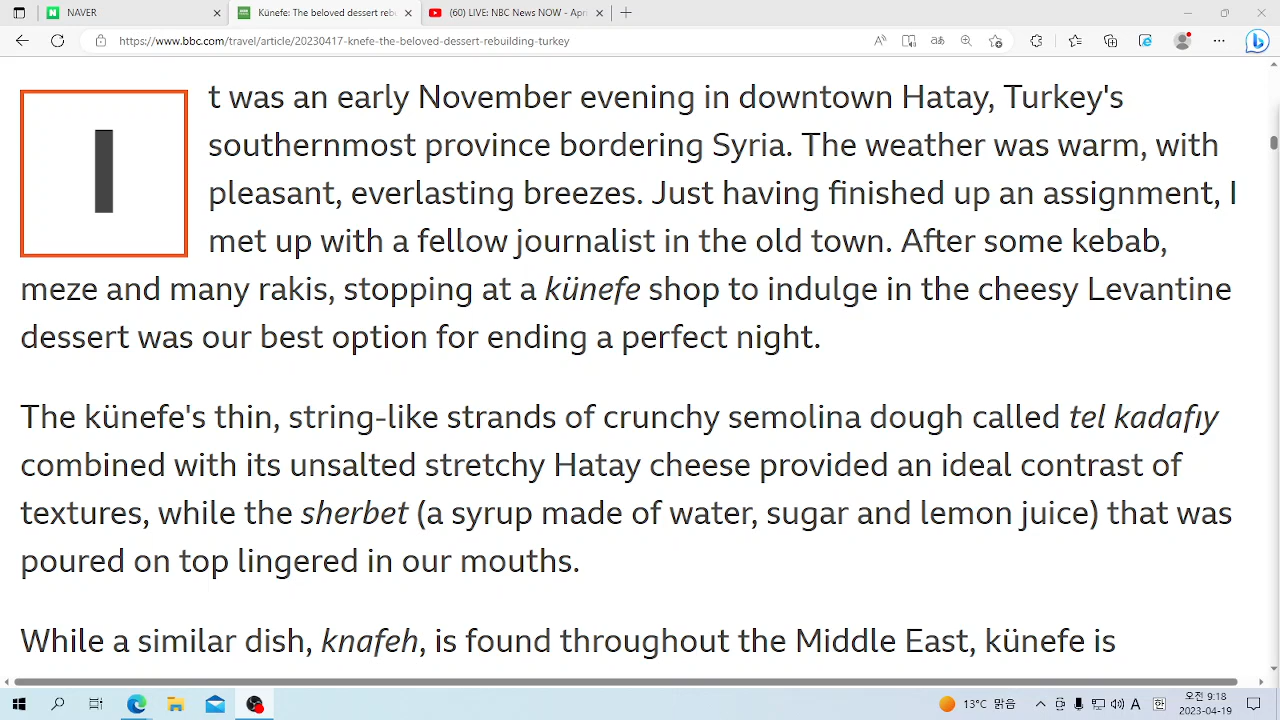 NAVER
Künefe: The beloved dessert reb
(60) LIVE: NBC News NOW - Apri
https://www.bbc.com/travel/article/20230417-knefe-the-beloved-dessert-rebuilding-turkey
It was an early November evening in downtown Hatay, Turkey's
southernmost province bordering Syria. The weather was warm, with
pleasant, everlasting breezes. Just having finished up an assignment, I
met up with a fellow journalist in the old town. After some kebab,
meze and many rakis, stopping at a künefe shop to indulge in the cheesy Levantine
dessert was our best option for ending a perfect night.
The künefe's thin, string-like strands of crunchy semolina dough called tel kadafıy
combined with its unsalted stretchy Hatay cheese provided an ideal contrast of
textures, while the sherbet (a syrup made of water, sugar and lemon juice) that was
poured on top lingered in our mouths.
While a similar dish, knafeh, is found throughout the Middle East, künefe is
13°C 맑음
A
오전 9:18
2023-04-19